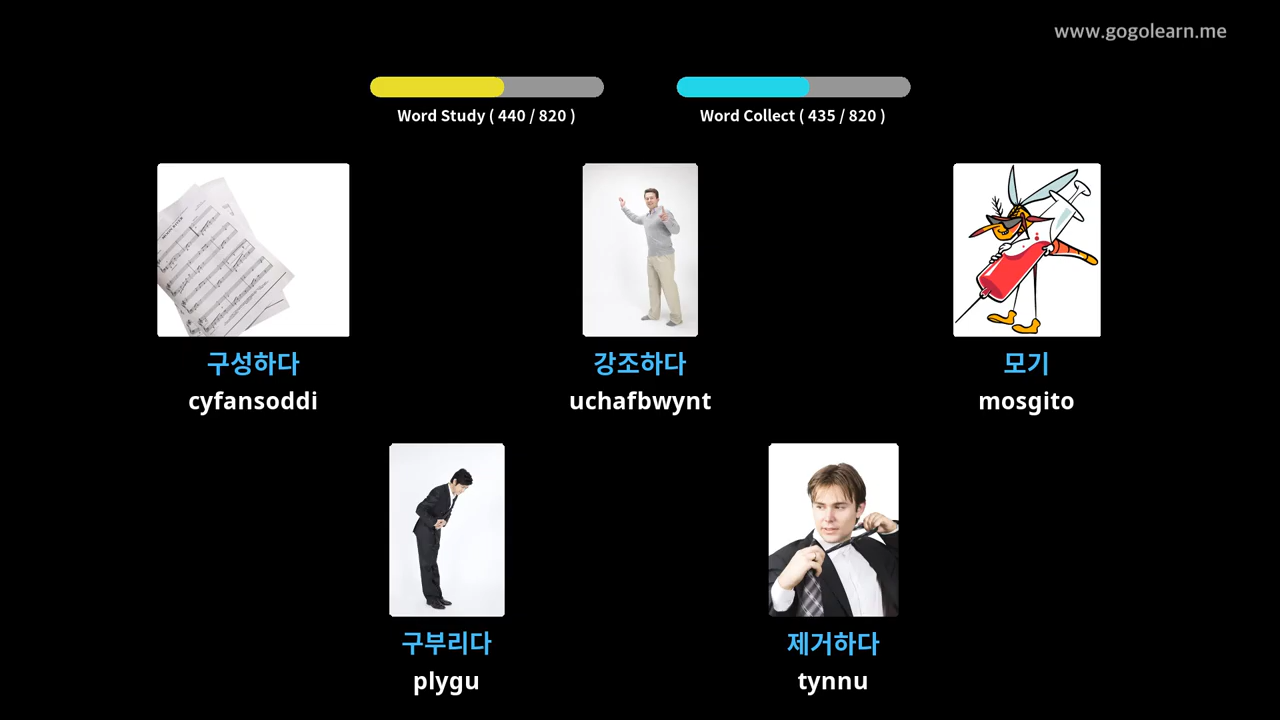 www.gogolearn.me
Word Study ( 440 / 820 )
Word Collect ( 435 / 820 )
구성하다
cyfansoddi
강조하다
uchafbwynt
모기
mosgito
구부리다
plygu
제거하다
tynnu